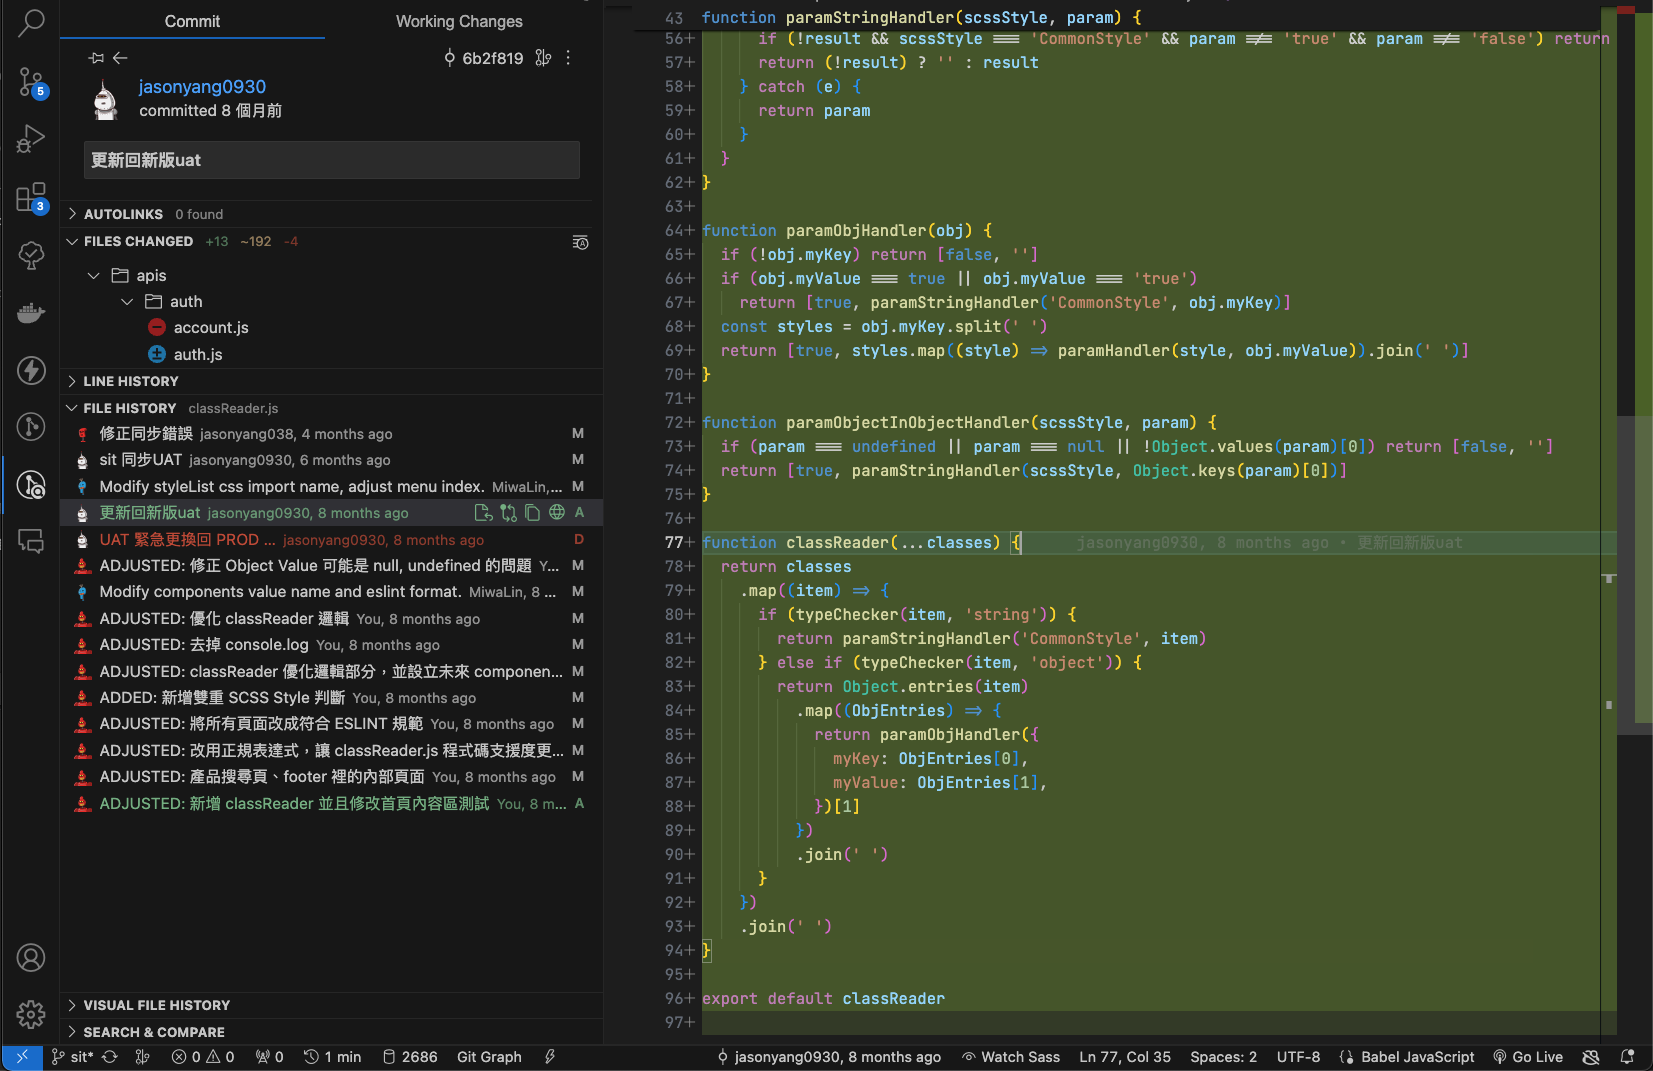 Commit
Working Changes
6b2f819
jasonyang0930
committed 8 個月前
更新回新版uat
AUTOLINKS 0 found
FILES CHANGED +13 ~192 -4
apis
auth
account.js
auth.js
LINE HISTORY
FILE HISTORY classReader.js
修正同步錯誤 jasonyang038, 4 months ago M
sit 同步UAT jasonyang0930, 6 months ago M
Modify styleList css import name, adjust menu index. MiwaLin,... M
更新回新版uat jasonyang0930, 8 months ago A
UAT 緊急更換回 PROD ... jasonyang0930, 8 months ago D
ADJUSTED: 修正 Object Value 可能是 null, undefined 的問題 Y... M
Modify components value name and eslint format. MiwaLin, 8 ... M
ADJUSTED: 優化 classReader 邏輯 You, 8 months ago M
ADJUSTED: 去掉 console.log You, 8 months ago M
ADJUSTED: classReader 優化邏輯部分，並設立未來 componen... M
ADDED: 新增雙重 SCSS Style 判斷 You, 8 months ago M
ADJUSTED: 將所有頁面改成符合 ESLINT 規範 You, 8 months ago M
ADJUSTED: 改用正規表達式，讓 classReader.js 程式碼支援度更... M
ADJUSTED: 產品搜尋頁、footer 裡的內部頁面 You, 8 months ago M
ADJUSTED: 新增 classReader 並且修改首頁內容區測試 You, 8 m... A
VISUAL FILE HISTORY
SEARCH & COMPARE
5
3
43 function paramStringHandler(scssStyle, param) {
56+ if (!result && scssStyle === 'CommonStyle' && param !== 'true' && param !== 'false') return
57+ return (!result) ? '' : result
58+ } catch (e) {
59+ return param
60+ }
61+ }
62+ }
63+
64+ function paramObjHandler(obj) {
65+ if (!obj.myKey) return [false, '']
66+ if (obj.myValue === true || obj.myValue === 'true')
67+ return [true, paramStringHandler('CommonStyle', obj.myKey)]
68+ const styles = obj.myKey.split(' ')
69+ return [true, styles.map((style) => paramHandler(style, obj.myValue)).join(' ')]
70+ }
71+
72+ function paramObjectInObjectHandler(scssStyle, param) {
73+ if (param === undefined || param === null || !Object.values(param)[0]) return [false, '']
74+ return [true, paramStringHandler(scssStyle, Object.keys(param)[0])]
75+ }
76+
77+ function classReader(...classes) { jasonyang0930, 8 months ago • 更新回新版uat
78+ return classes
79+ .map((item) => {
80+ if (typeChecker(item, 'string')) {
81+ return paramStringHandler('CommonStyle', item)
82+ } else if (typeChecker(item, 'object')) {
83+ return Object.entries(item)
84+ .map((ObjEntries) => {
85+ return paramObjHandler({
86+ myKey: ObjEntries[0],
87+ myValue: ObjEntries[1],
88+ })[1]
89+ })
90+ .join(' ')
91+ }
92+ })
93+ .join(' ')
94+ }
95+
96+ export default classReader
97+
sit* 0 0 0 1 min 2686 Git Graph jasonyang0930, 8 months ago Watch Sass Ln 77, Col 35 Spaces: 2 UTF-8 Babel JavaScript Go Live